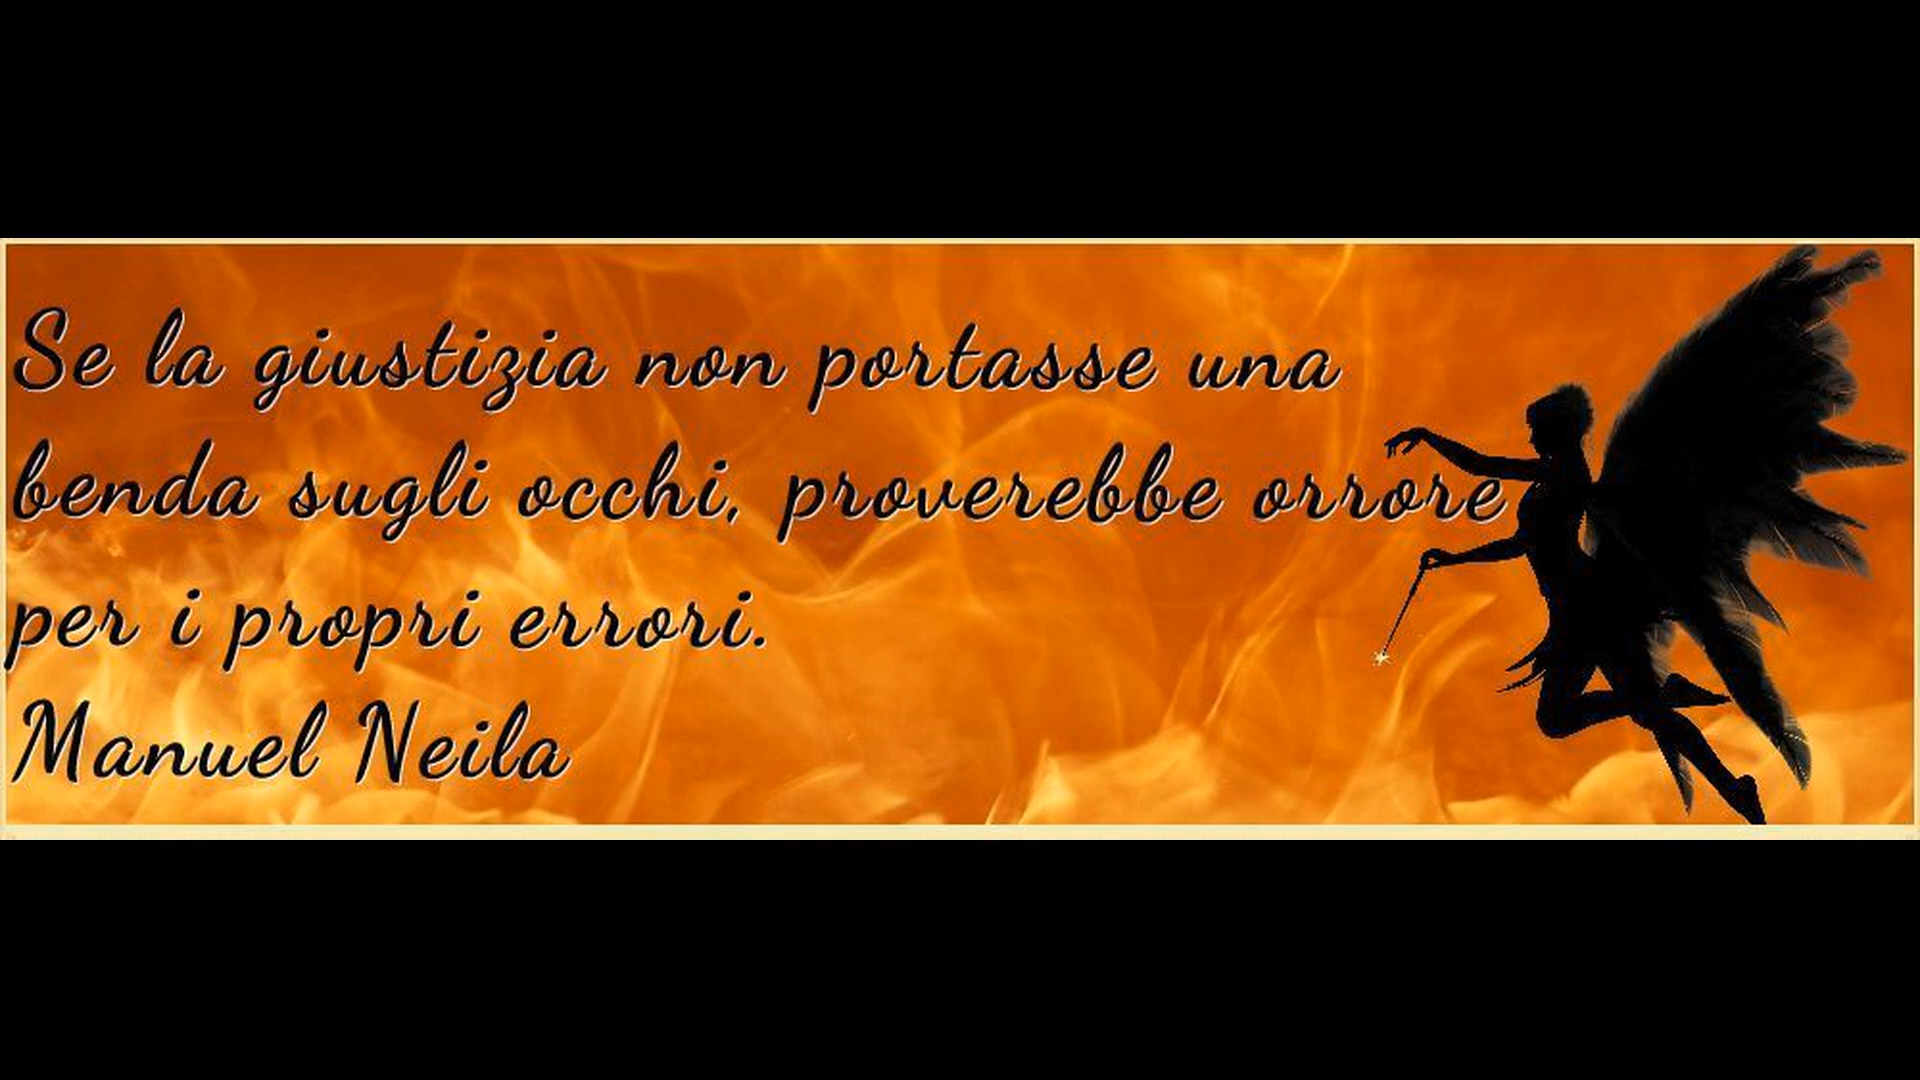 Se la giustizia non portasse una
benda sugli occhi, proverebbe orrore
per i propri errori.
Manuel Neila